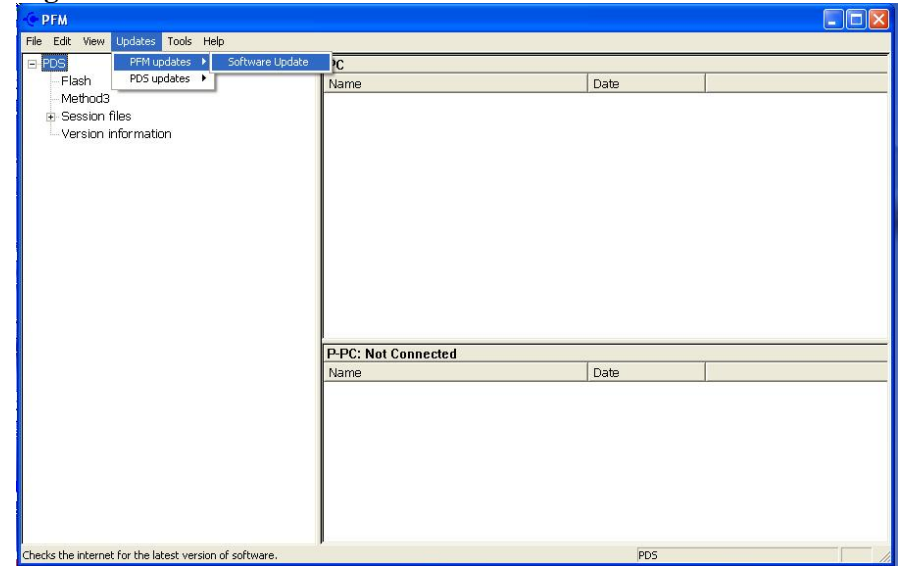 PFM
File Edit View Updates Tools Help
PDS
PFM updates
Software Update
PDS updates
Flash
Method3
Session files
Version information
PC
Name Date
P-PC: Not Connected
Name Date
Checks the internet for the latest version of software.
PDS